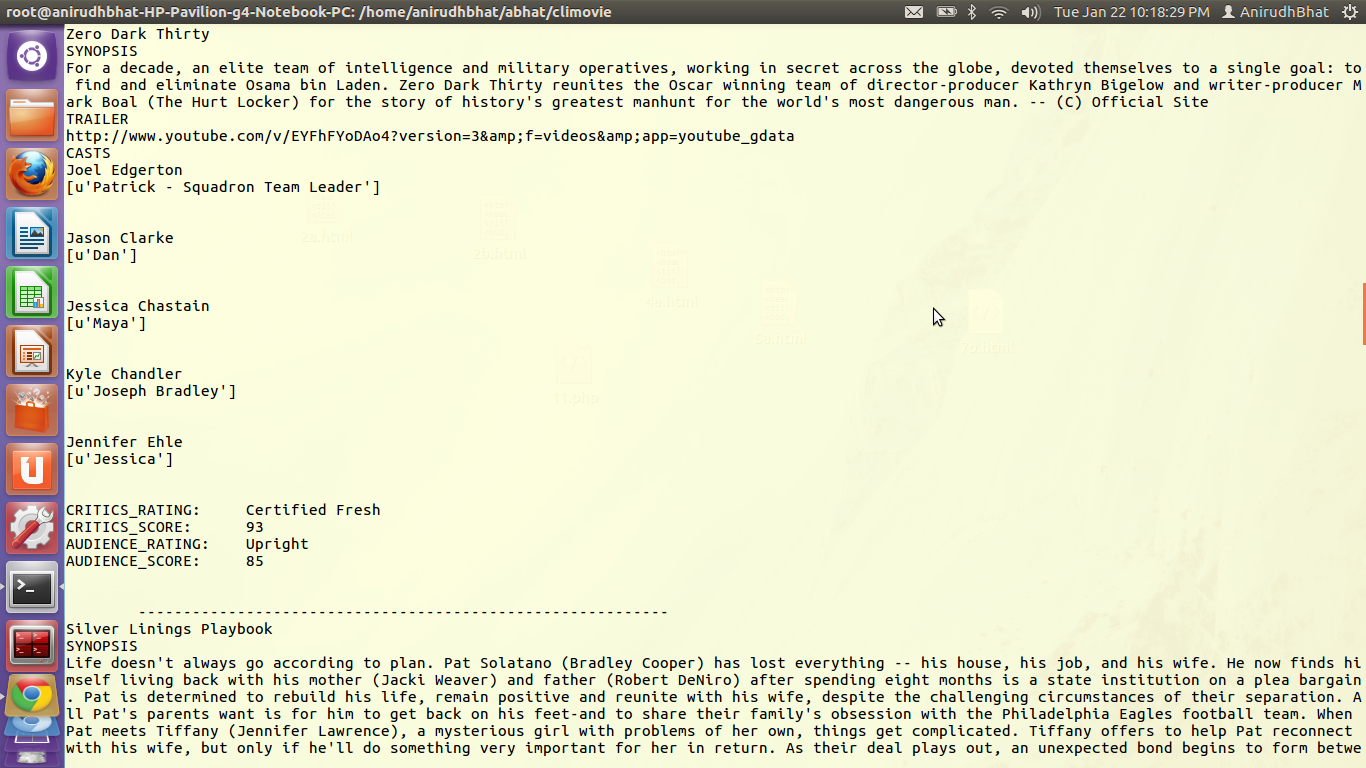 root@anirudhbhat-HP-Pavilion-g4-Notebook-PC: /home/anirudhbhat/abhat/climovie
Tue Jan 22 10:18:29 PM
AnirudhBhat
Zero Dark Thirty
SYNOPSIS
For a decade, an elite team of intelligence and military operatives, working in secret across the globe, devoted themselves to a single goal: to
 find and eliminate Osama bin Laden. Zero Dark Thirty reunites the Oscar winning team of director-producer Kathryn Bigelow and writer-producer M
ark Boal (The Hurt Locker) for the story of history's greatest manhunt for the world's most dangerous man. -- (C) Official Site
TRAILER
http://www.youtube.com/v/EYFhFYoDAo4?version=3&amp;f=videos&amp;app=youtube_gdata
CASTS
Joel Edgerton
[u'Patrick - Squadron Team Leader']
Jason Clarke
[u'Dan']
Jessica Chastain
[u'Maya']
Kyle Chandler
[u'Joseph Bradley']
Jennifer Ehle
[u'Jessica']
CRITICS_RATING:     Certified Fresh
CRITICS_SCORE:      93
AUDIENCE_RATING:    Upright
AUDIENCE_SCORE:     85
-----------------------------------------------------------
Silver Linings Playbook
SYNOPSIS
Life doesn't always go according to plan. Pat Solatano (Bradley Cooper) has lost everything -- his house, his job, and his wife. He now finds hi
mself living back with his mother (Jacki Weaver) and father (Robert DeNiro) after spending eight months is a state institution on a plea bargain
. Pat is determined to rebuild his life, remain positive and reunite with his wife, despite the challenging circumstances of their separation. A
ll Pat's parents want is for him to get back on his feet-and to share their family's obsession with the Philadelphia Eagles football team. When
Pat meets Tiffany (Jennifer Lawrence), a mysterious girl with problems of her own, things get complicated. Tiffany offers to help Pat reconnect
with his wife, but only if he'll do something very important for her in return. As their deal plays out, an unexpected bond begins to form betwe
2a.html
2b.html
5a.html
7b.html
11.php